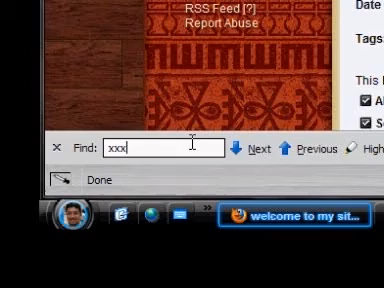 RSS Feed [?]
Report Abuse
Date
Tags:
This
Find: xxx Next Previous High
Done
welcome to my sit...